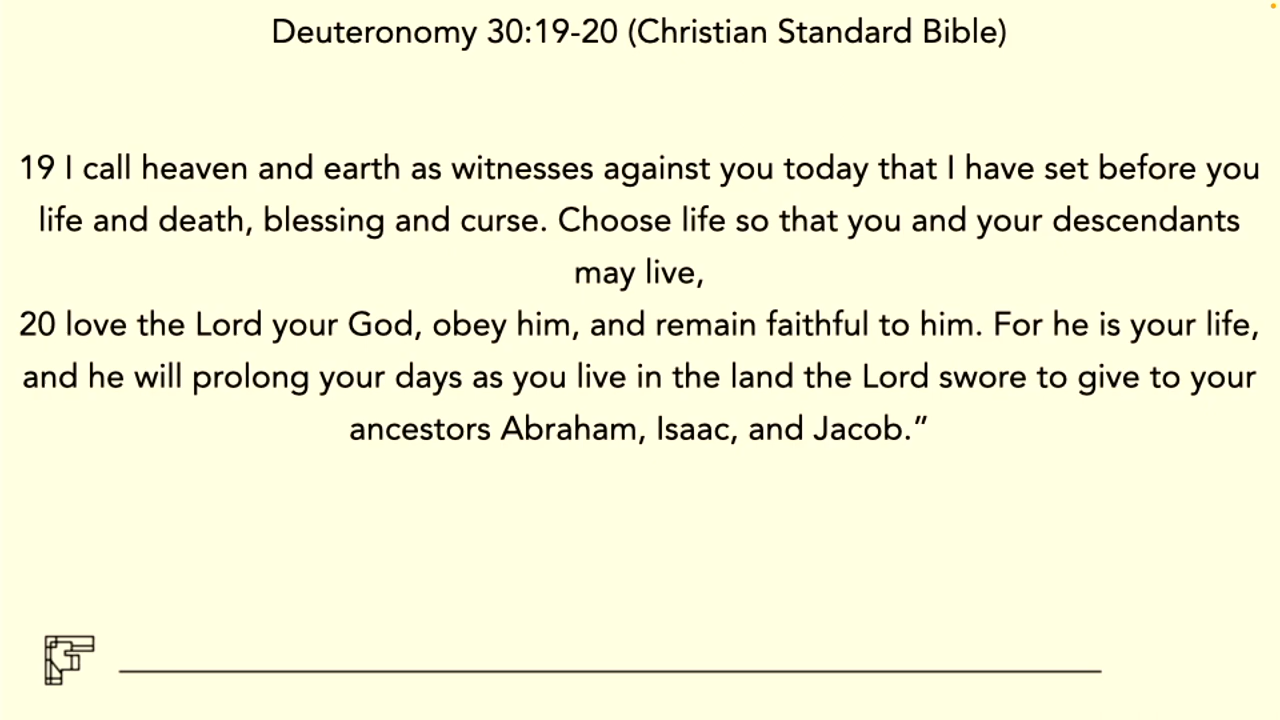 Deuteronomy 30:19-20 (Christian Standard Bible)
19 I call heaven and earth as witnesses against you today that I have set before you
life and death, blessing and curse. Choose life so that you and your descendants
may live,
20 love the Lord your God, obey him, and remain faithful to him. For he is your life,
and he will prolong your days as you live in the land the Lord swore to give to your
ancestors Abraham, Isaac, and Jacob.”